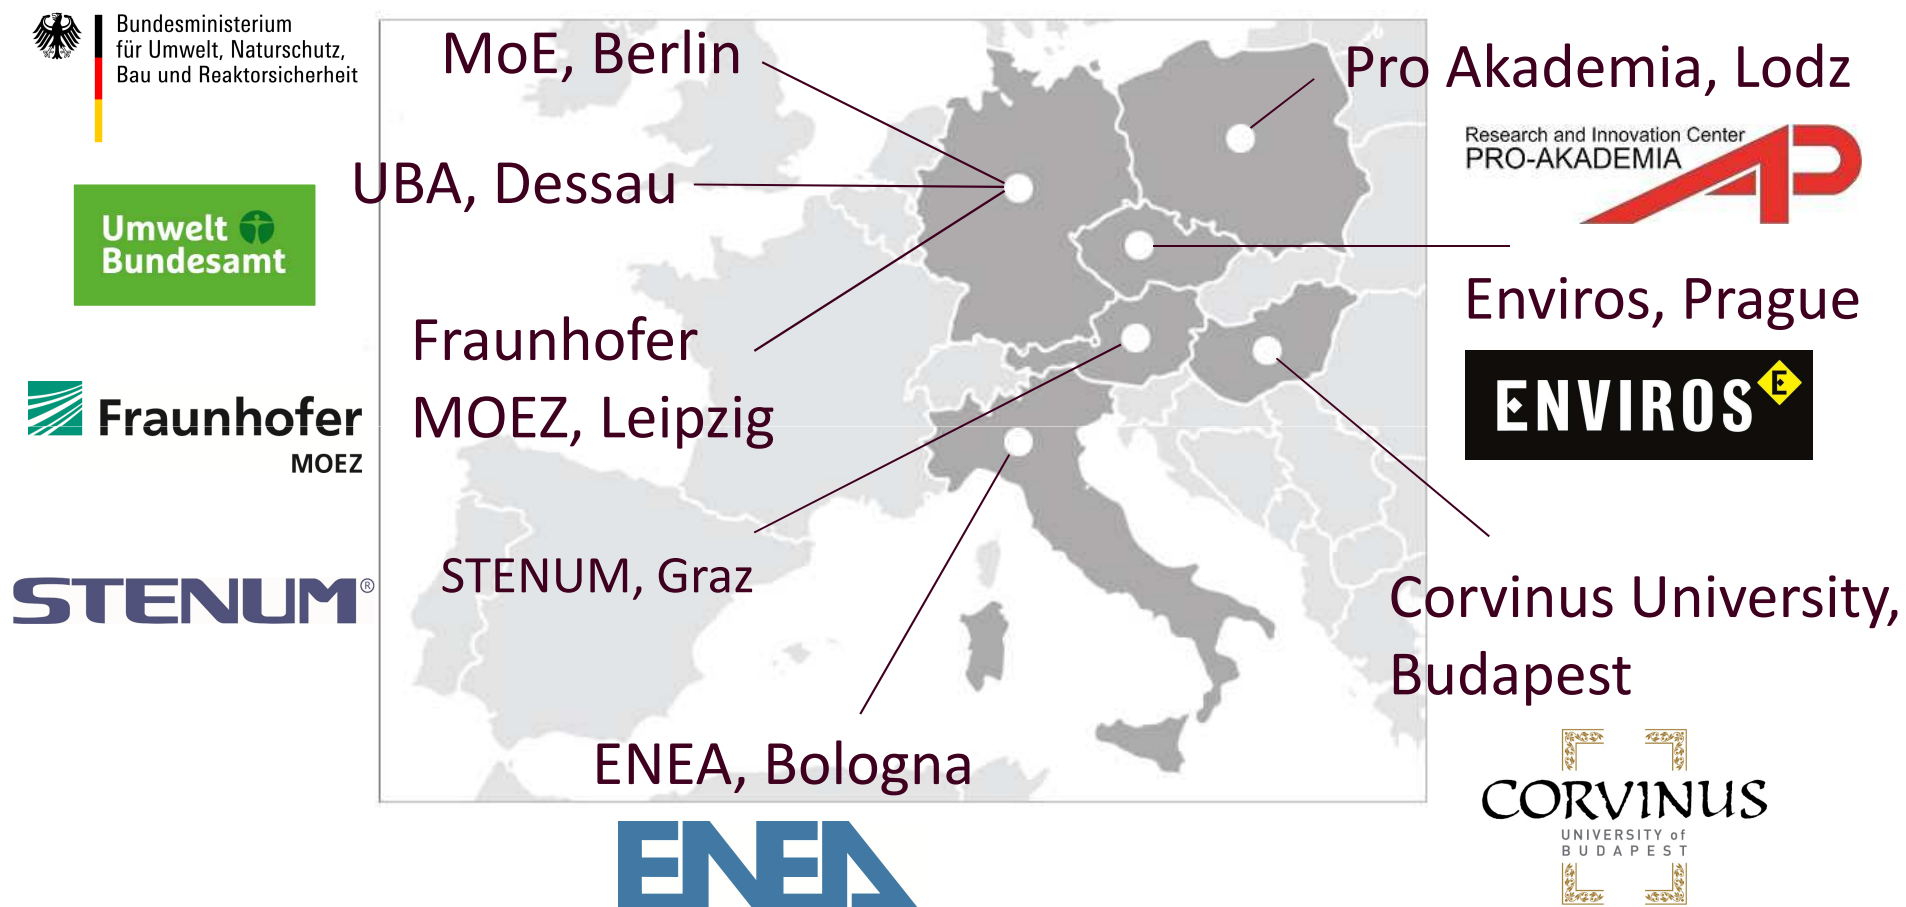 Bundesministerium
für Umwelt, Naturschutz,
Bau und Reaktorsicherheit
MoE, Berlin
Pro Akademia, Lodz
Research and Innovation Center
PRO-AKADEMIA
AP
UBA, Dessau
Umwelt
Bundesamt
Enviros, Prague
ENVIROS E
Fraunhofer
MOEZ, Leipzig
Fraunhofer
MOEZ
STENUM, Graz
STENUM®
Corvinus University,
Budapest
ENEA, Bologna
ENEA
CORVINUS
UNIVERSITY of
BUDAPEST